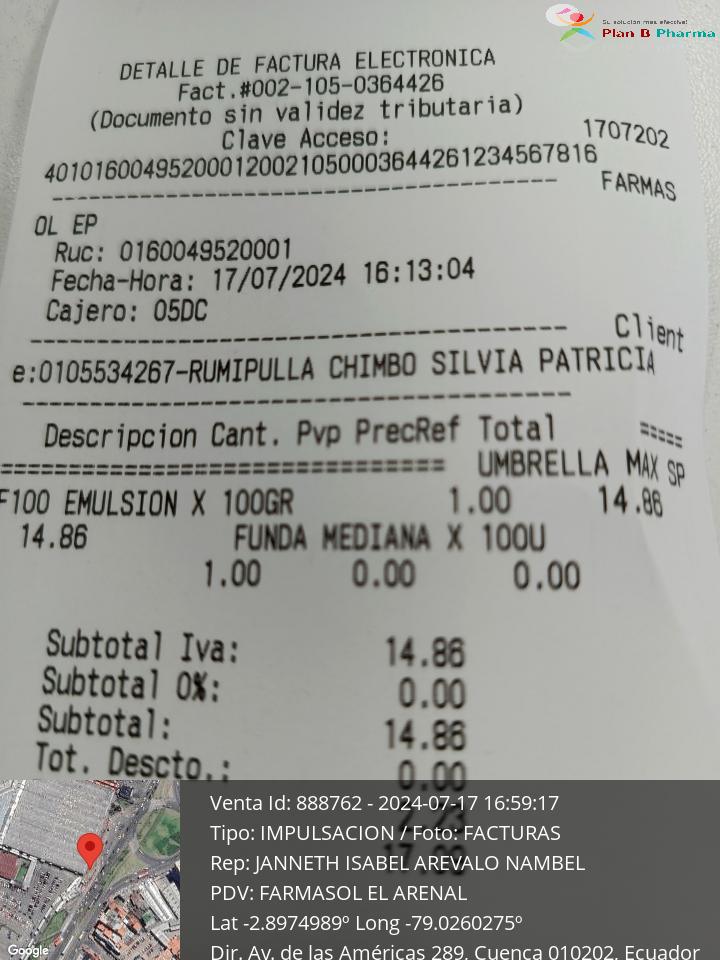 Su solución mas efectiva!
Plan B Pharma
DETALLE DE FACTURA ELECTRONICA
Fact.#002-105-0364426
(Documento sin validez tributaria)
Clave Acceso: 1707202
401016004952000120021050003644261234567816
------------------------------------------ FARMAS
OL EP
Ruc: 0160049520001
Fecha-Hora: 17/07/2024 16:13:04
Cajero: 05DC
------------------------------------------ Client
e:0105534267-RUMIPULLA CHIMBO SILVIA PATRICIA
------------------------------------------
Descripcion Cant. Pvp PrecRef Total =====
================================= UMBRELLA MAX SP
F100 EMULSION X 100GR 1.00 14.86
14.86 FUNDA MEDIANA X 100U
1.00 0.00 0.00
Subtotal Iva: 14.86
Subtotal 0%: 0.00
Subtotal: 14.86
Tot. Descto.: 0.00
2.23
17.09
Venta Id: 888762 - 2024-07-17 16:59:17
Tipo: IMPULSACION / Foto: FACTURAS
Rep: JANNETH ISABEL AREVALO NAMBEL
PDV: FARMASOL EL ARENAL
Lat -2.8974989º Long -79.0260275º
Dir. Av. de las Américas 289, Cuenca 010202, Ecuador
Google